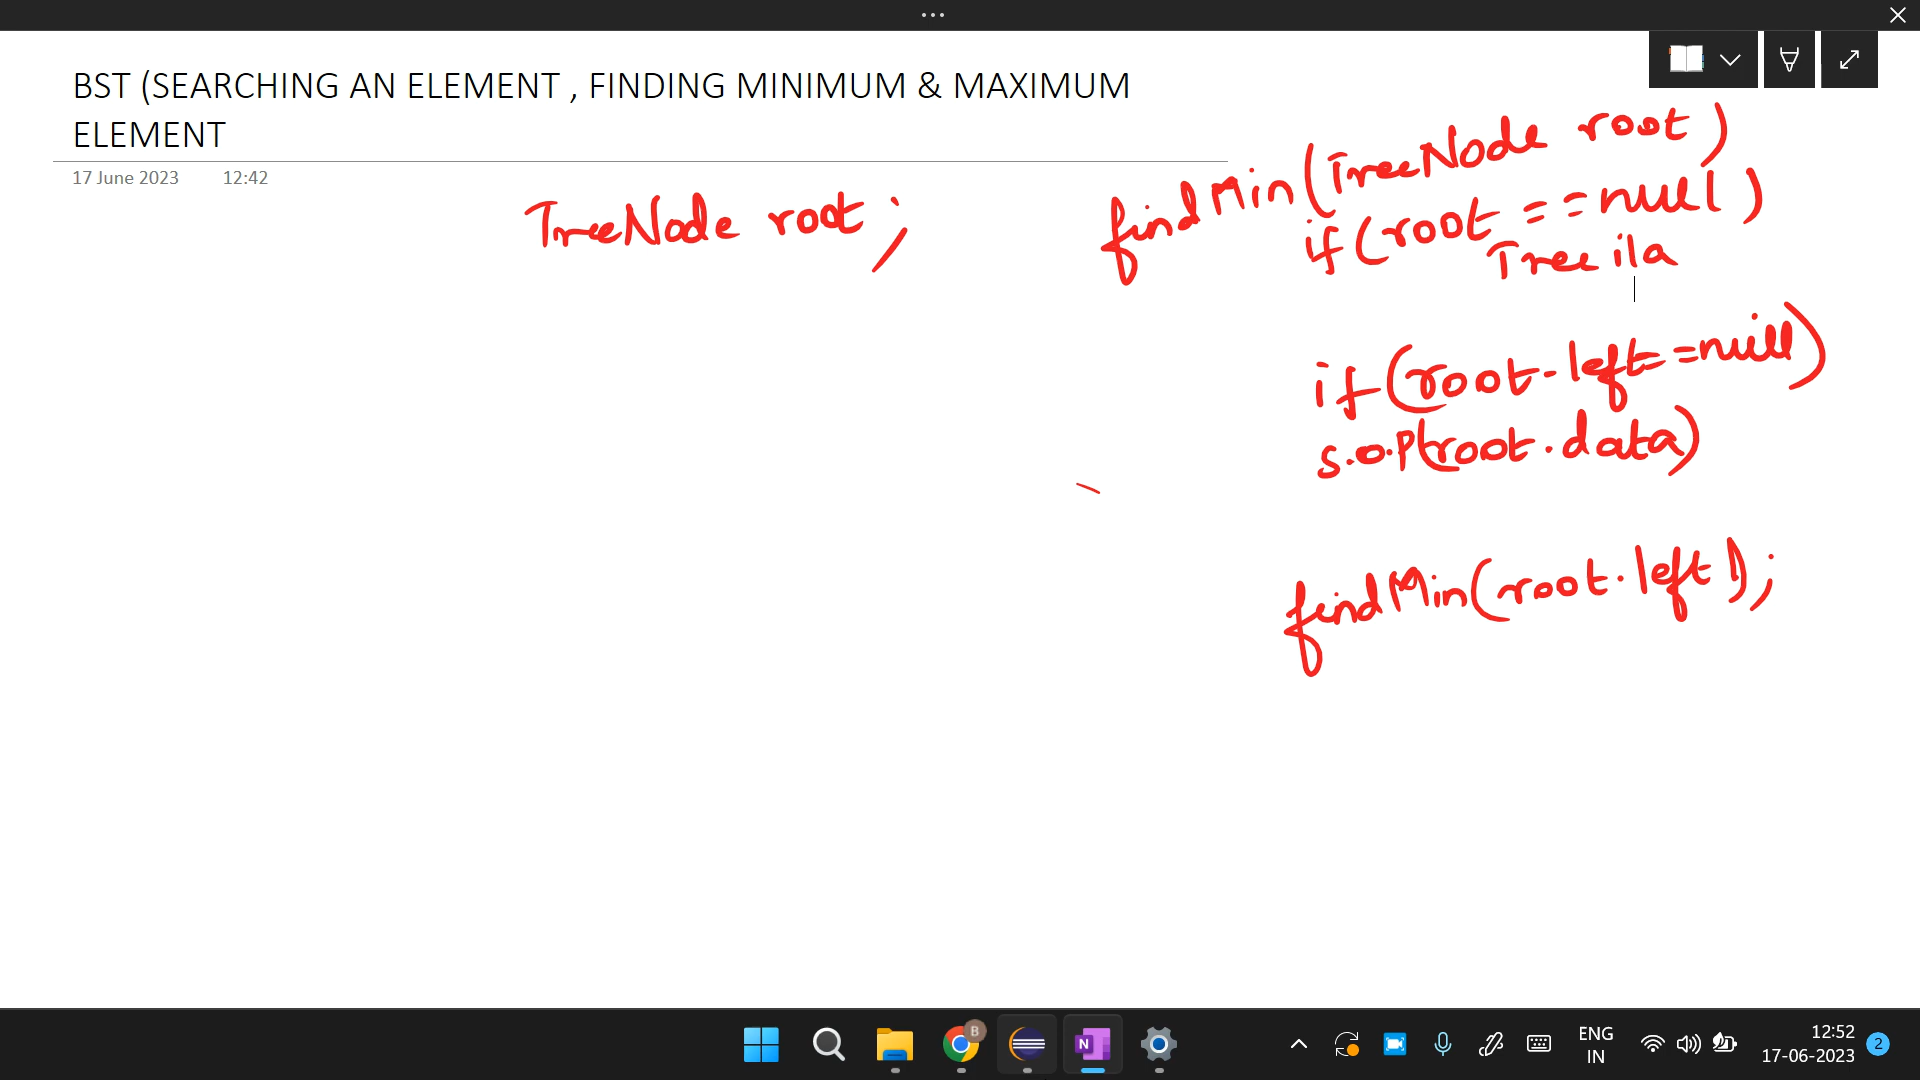 BST (SEARCHING AN ELEMENT , FINDING MINIMUM & MAXIMUM
ELEMENT
17 June 2023 12:42
TreeNode root;
findMin(TreeNode root)
if(root ==null)
Tree ila
if(root.left==null)
s.o.p(root.data)
findMin(root.left);
B
N
ENG
IN
12:52
17-06-2023
2